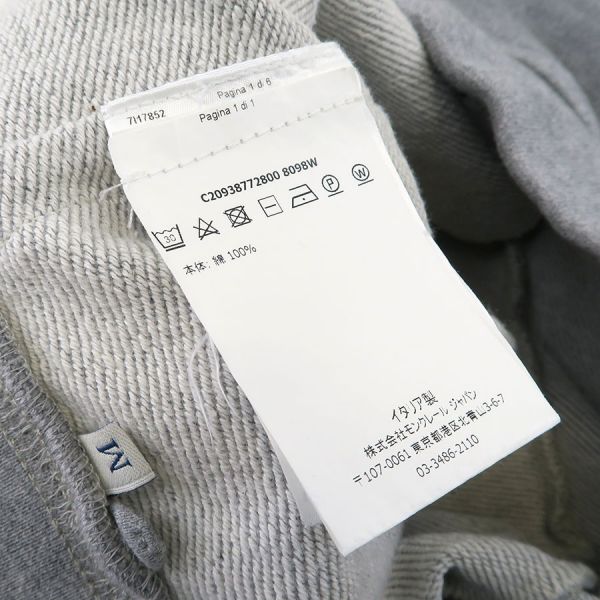 Pagina 1 di 6
7I17852
Pagina 1 di 1
C20938772800 8098W
30
P
W
本体: 綿 100%
イタリア製
株式会社モンクレール ジャパン
〒107-0061 東京都港区北青山3-6-7
03-3486-2110
M